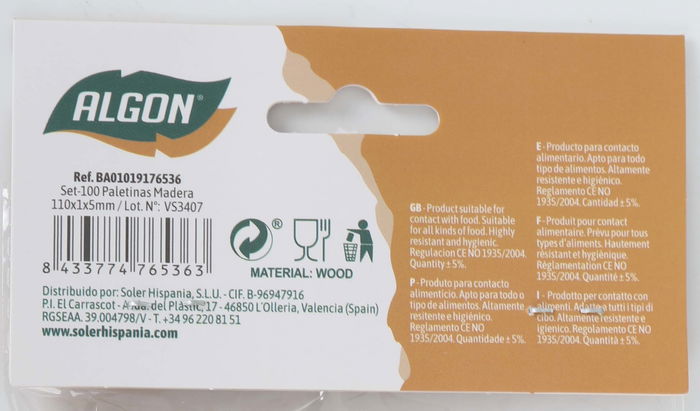 ALGON®
Ref. BA01019176536
Set-100 Paletinas Madera
110x1x5mm / Lot. Nº: VS3407
8 433774 765363
®
MATERIAL: WOOD
Distribuido por: Soler Hispania, S.L.U. - CIF. B-96947916
P.I. El Carrascot - Avda. del Plástic, 17 - 46850 L'Olleria, Valencia (Spain)
RGSEAA. 39.004798/V - T. +34 96 220 81 51
www.solerhispania.com
GB - Product suitable for
contact with food. Suitable
for all kinds of food. Highly
resistant and hygienic.
Regulacion CE NO 1935/2004.
Quantity ± 5%.
P - Produto para contacto
alimentício. Apto para todo o
tipo de alimentos. Altamente
resistente e higiênico.
Reglamento CE NO
1935/2004. Quantidade ± 5%.
E - Producto para contacto
alimentario. Apto para todo
tipo de alimentos. Altamente
resistente e higiénico.
Reglamento CE NO
1935/2004. Cantidad ± 5%.
F - Produit pour contact
alimentaire. Prévu pour tous
types d'aliments. Hautement
résistant et hygiétique.
Réglamentation CE NO
1935/2004. Quantité ± 5%.
I - Prodotto per contatto con
alimenti. Adatto a tutti i tipi di
cibo. Altamente resistente e
igienico. Regolamento CE NO
1935/2004. Quantità ± 5%.